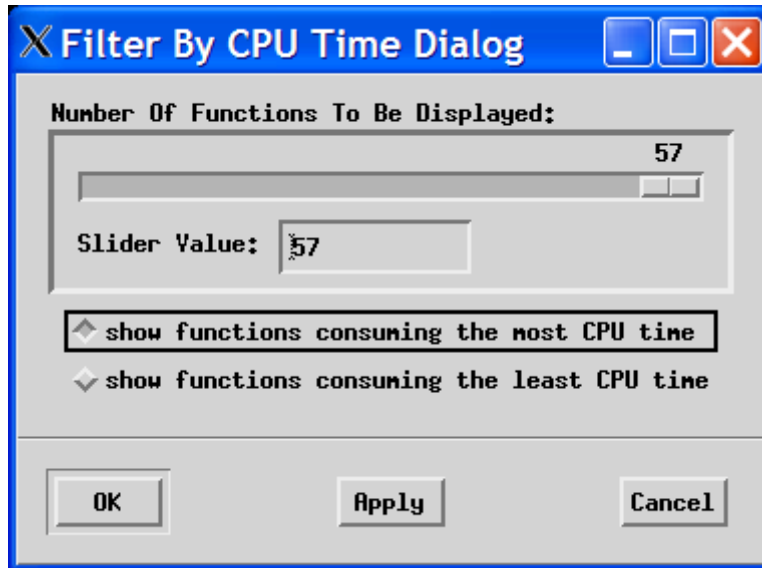 Filter By CPU Time Dialog
Number Of Functions To Be Displayed:
57
Slider Value: 57
show functions consuming the most CPU time
show functions consuming the least CPU time
OK Apply Cancel